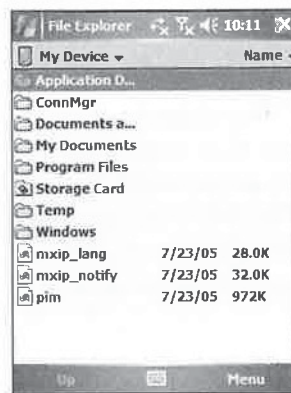 File Explorer 10:11
My Device Name
Application D...
ConnMgr
Documents a...
My Documents
Program Files
Storage Card
Temp
Windows
mxip_lang 7/23/05 28.0K
mxip_notify 7/23/05 32.0K
pim 7/23/05 972K
Up Menu